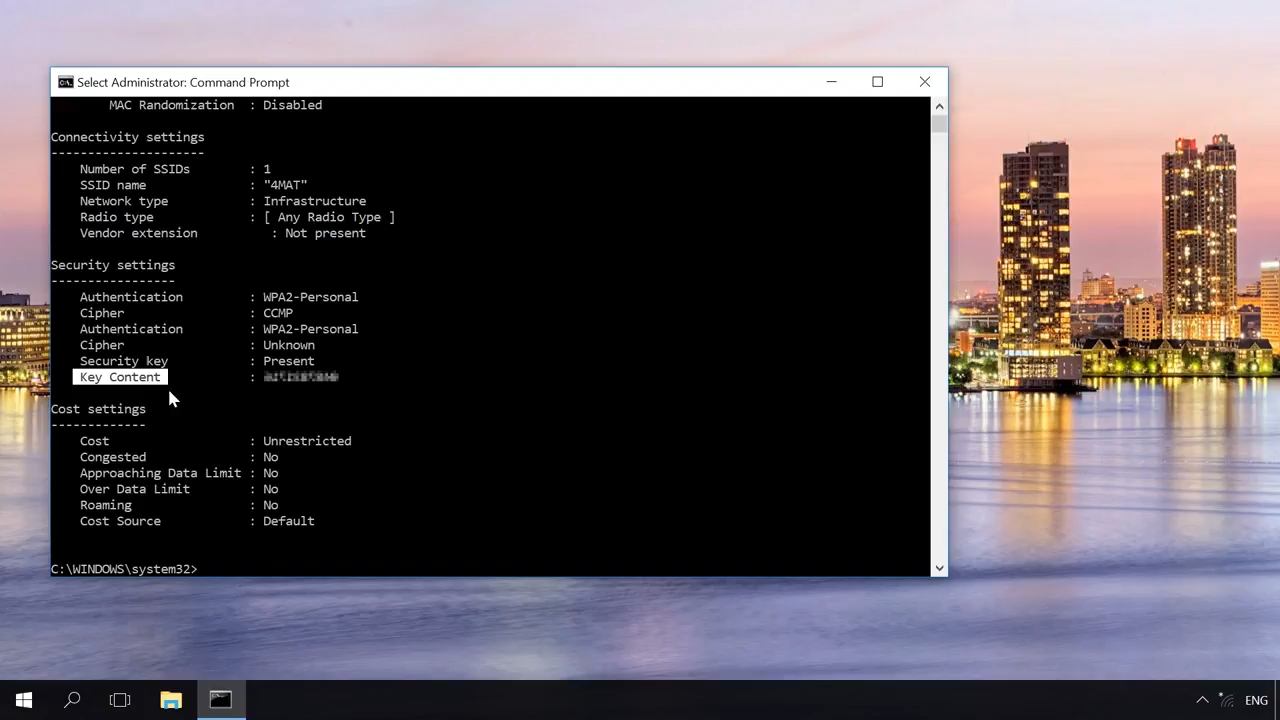 Select Administrator: Command Prompt
MAC Randomization : Disabled
Connectivity settings
---------------------
Number of SSIDs : 1
SSID name : "4MAT"
Network type : Infrastructure
Radio type : [ Any Radio Type ]
Vendor extension : Not present
Security settings
-----------------
Authentication : WPA2-Personal
Cipher : CCMP
Authentication : WPA2-Personal
Cipher : Unknown
Security key : Present
Key Content :
Cost settings
-------------
Cost : Unrestricted
Congested : No
Approaching Data Limit : No
Over Data Limit : No
Roaming : No
Cost Source : Default
C:\WINDOWS\system32>
ENG